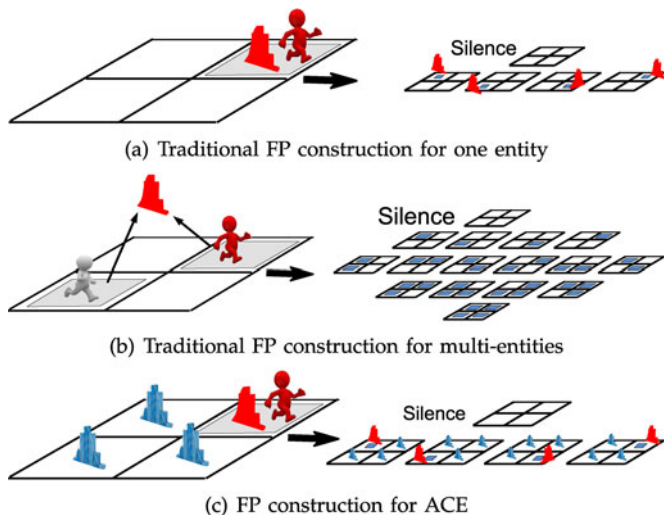 Silence
(a) Traditional FP construction for one entity
Silence
(b) Traditional FP construction for multi-entities
Silence
(c) FP construction for ACE